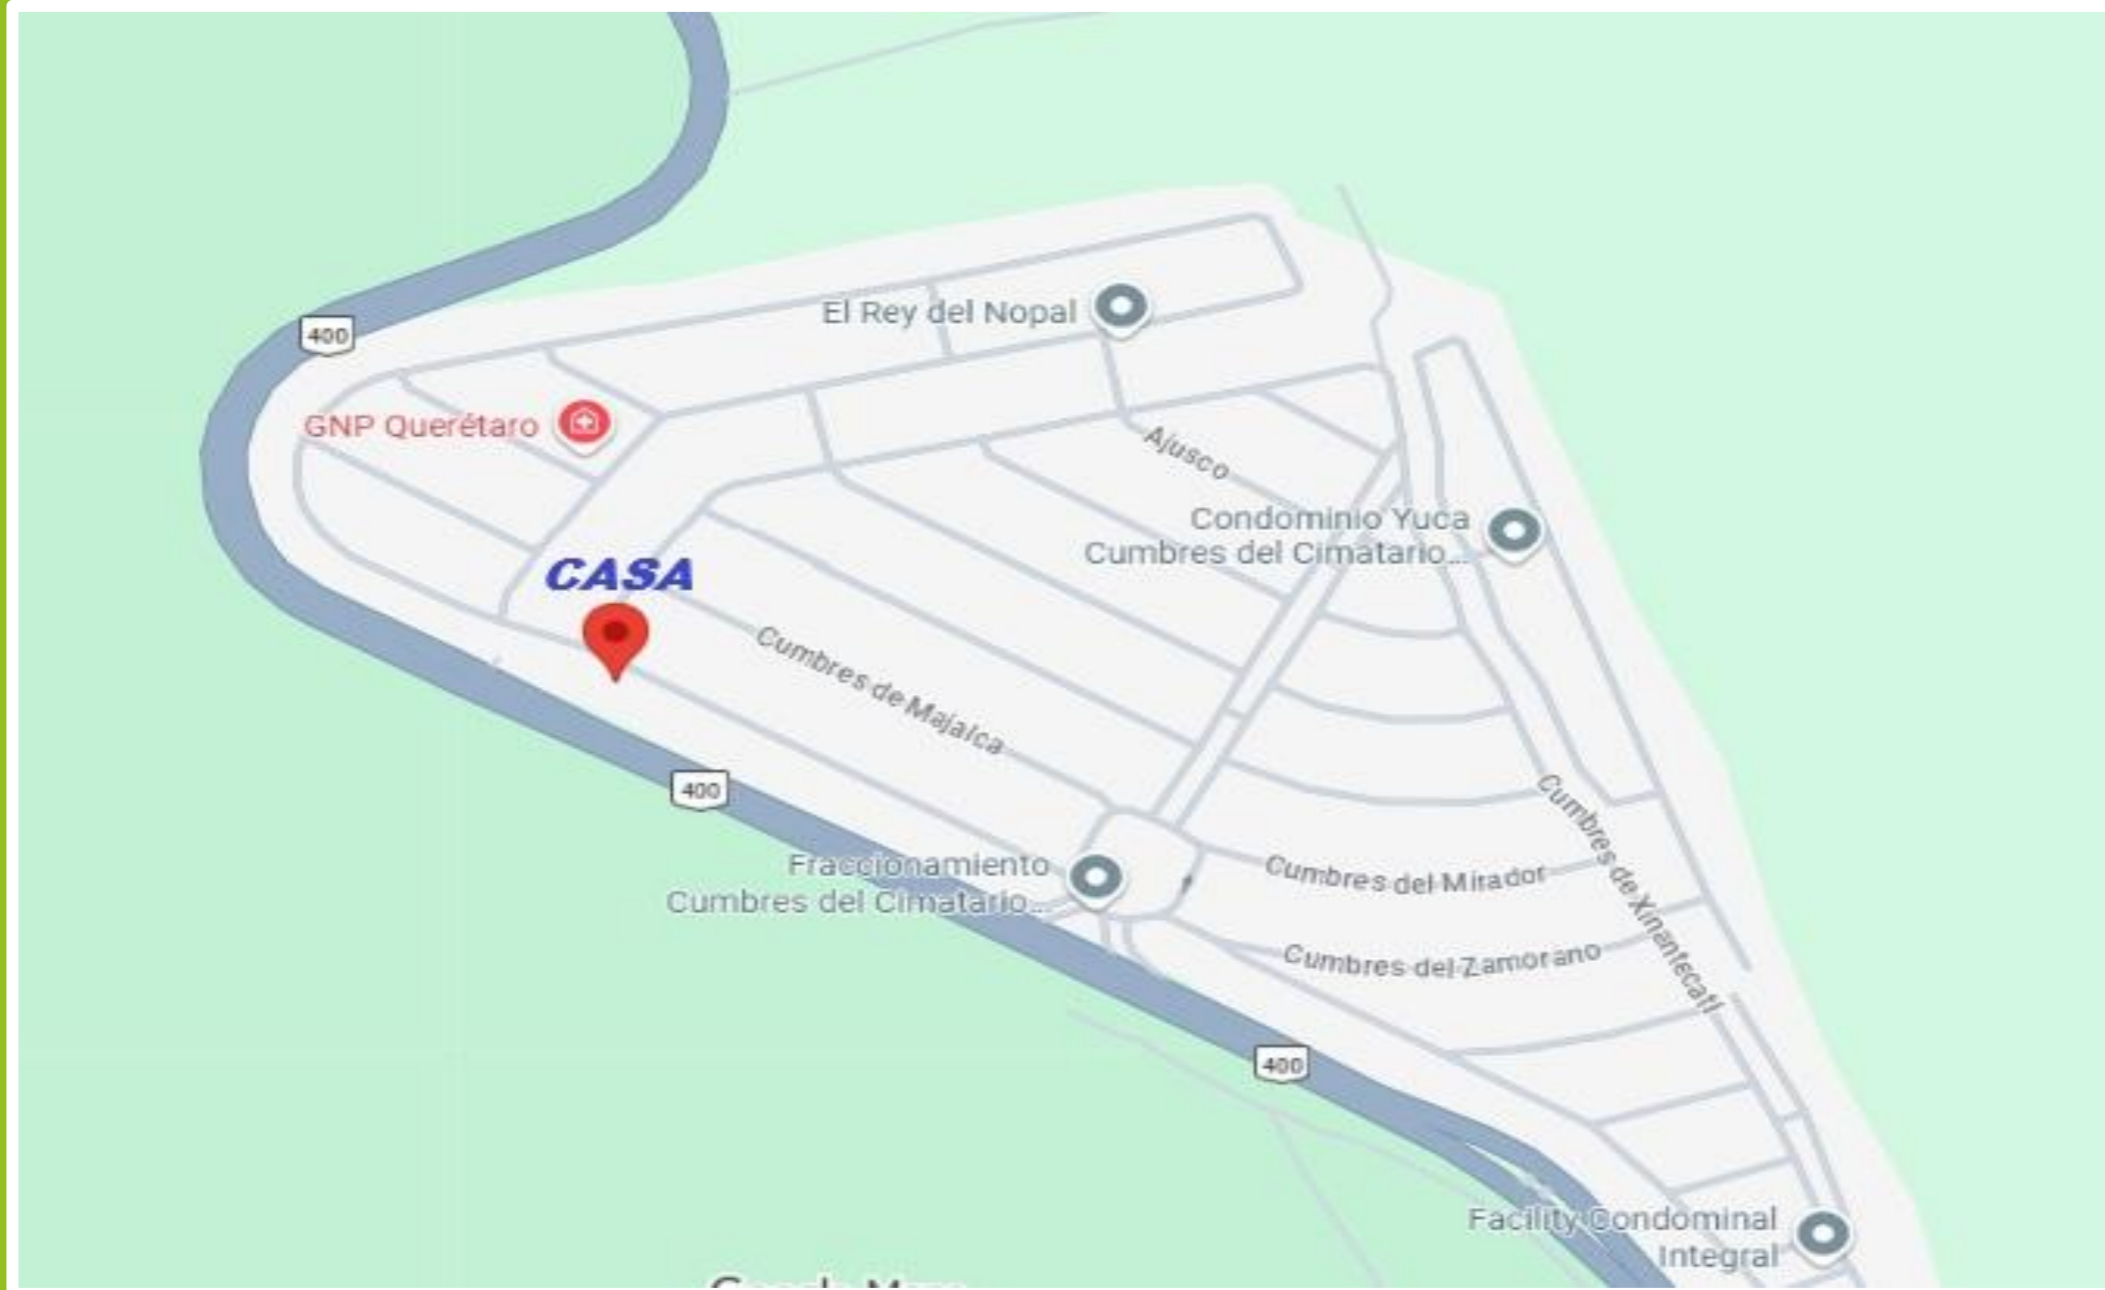 El Rey del Nopal
400
GNP Querétaro
Ajusco
Condominio Yuca
Cumbres del Cimatario...
CASA
Cumbres de Majalca
400
Cumbres de Xinantecatl
Fraccionamiento
Cumbres del Cimatario...
Cumbres del Mirador
Cumbres del Zamorano
400
Facility Condominal
Integral